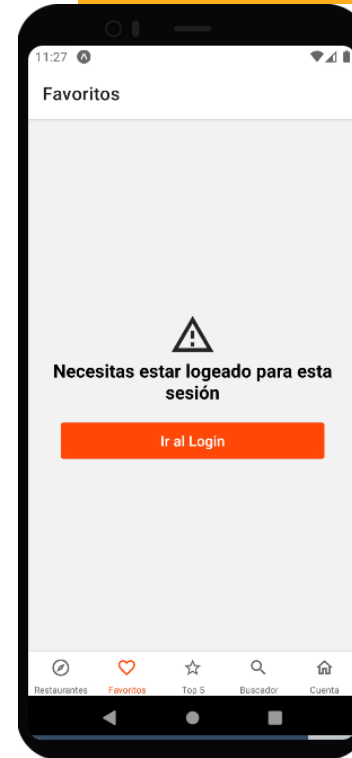 11:27
Favoritos
Necesitas estar logeado para esta
sesión
Ir al Login
Restaurantes Favoritos Top 5 Buscador Cuenta